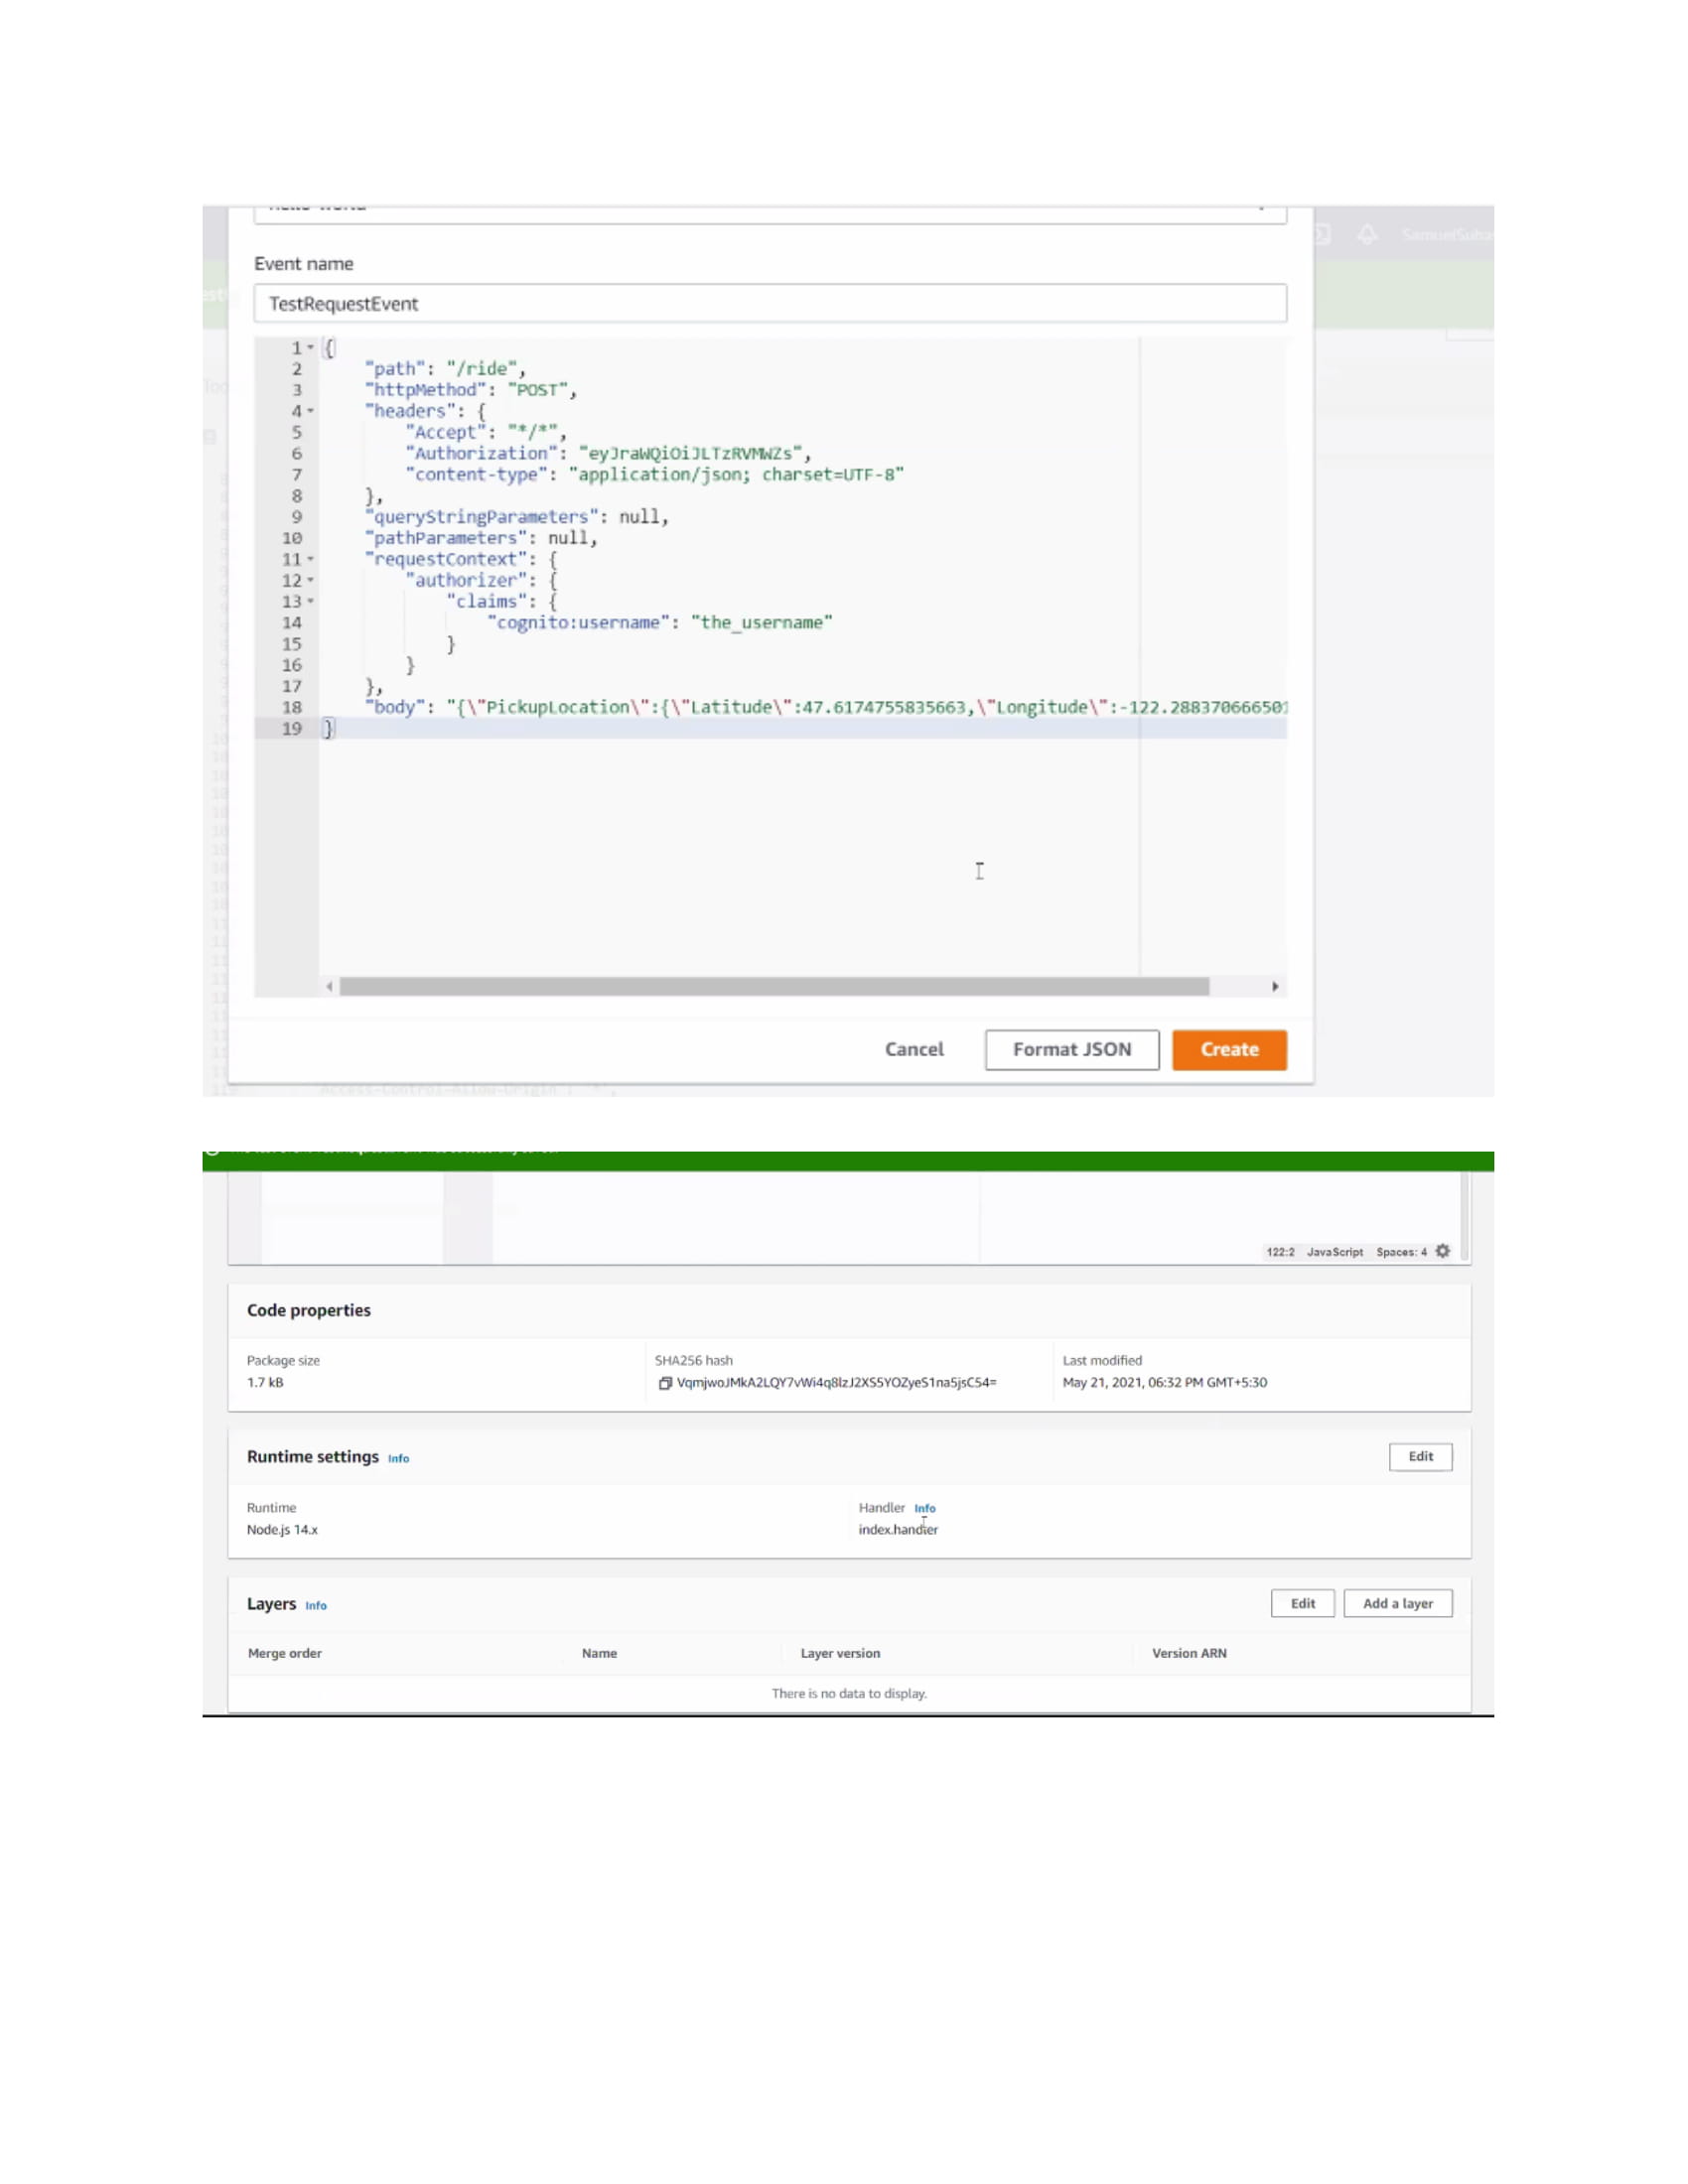 Event name
TestRequestEvent
1 {
2 "path": "/ride",
3 "httpMethod": "POST",
4 "headers": {
5 "Accept": "*/*",
6 "Authorization": "eyJraWQiOiJLTzRVMWZs",
7 "content-type": "application/json; charset=UTF-8"
8 },
9 "queryStringParameters": null,
10 "pathParameters": null,
11 "requestContext": {
12 "authorizer": {
13 "claims": {
14 "cognito:username": "the_username"
15 }
16 }
17 },
18 "body": "{\"PickupLocation\":{\"Latitude\":47.6174755835663,\"Longitude\":-122.288370666501
19 }
Cancel Format JSON Create
Access-Control-Allow-Origin
122:2 JavaScript Spaces: 4
Code properties
Package size SHA256 hash Last modified
1.7 kB VqmjwoJMkA2LQY7vWi4q8lzJ2XS5YOZyeS1na5jsC54= May 21, 2021, 06:32 PM GMT+5:30
Runtime settings Info Edit
Runtime Handler Info
Node.js 14.x index.handler
Layers Info Edit Add a layer
Merge order Name Layer version Version ARN
There is no data to display.